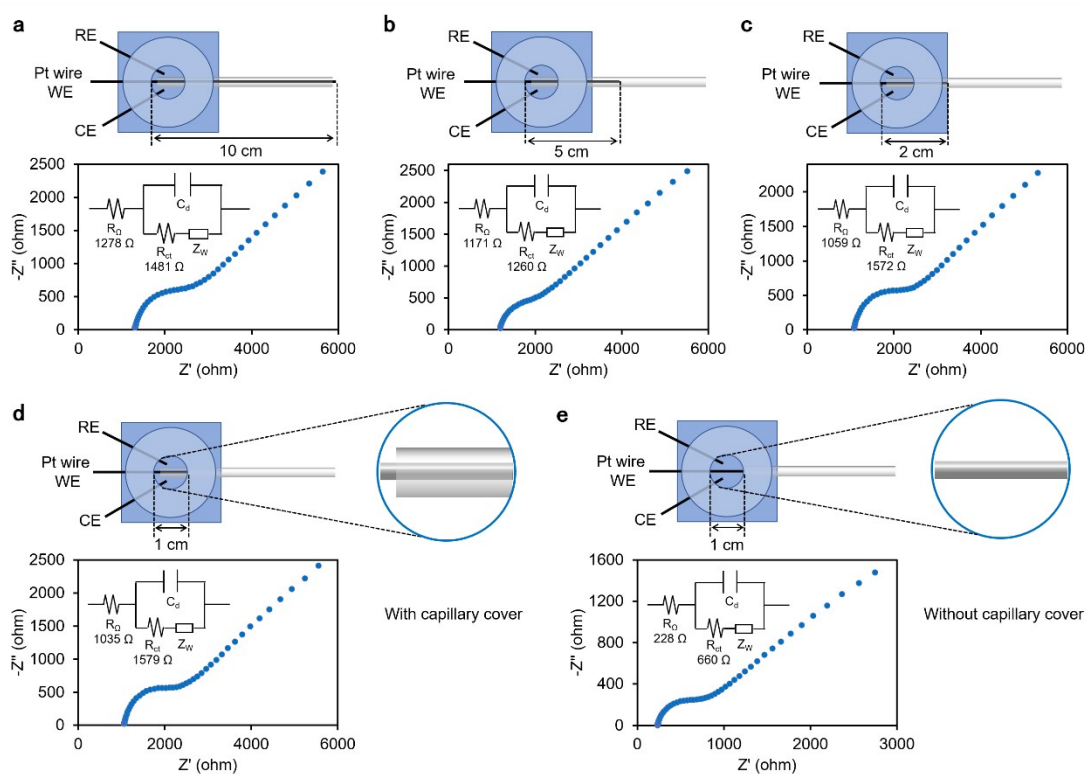 a
RE
Pt wire
WE
CE
10 cm
2500
2000
1500
1000
500
0
-Z" (ohm)
C_d
R_Ω
1278 Ω
R_ct
1481 Ω
Z_W
0 2000 4000 6000
Z' (ohm)
b
RE
Pt wire
WE
CE
5 cm
2500
2000
1500
1000
500
0
-Z" (ohm)
C_d
R_Ω
1171 Ω
R_ct
1260 Ω
Z_W
0 2000 4000 6000
Z' (ohm)
c
RE
Pt wire
WE
CE
2 cm
2000
1500
1000
500
0
-Z" (ohm)
C_d
R_Ω
1059 Ω
R_ct
1572 Ω
Z_W
0 2000 4000 6000
Z' (ohm)
d
RE
Pt wire
WE
CE
1 cm
2500
2000
1500
1000
500
0
-Z" (ohm)
C_d
R_Ω
1035 Ω
R_ct
1579 Ω
Z_W
0 2000 4000 6000
Z' (ohm)
With capillary cover
e
RE
Pt wire
WE
CE
1 cm
1600
1200
800
400
0
-Z" (ohm)
C_d
R_Ω
228 Ω
R_ct
660 Ω
Z_W
0 1000 2000 3000
Z' (ohm)
Without capillary cover